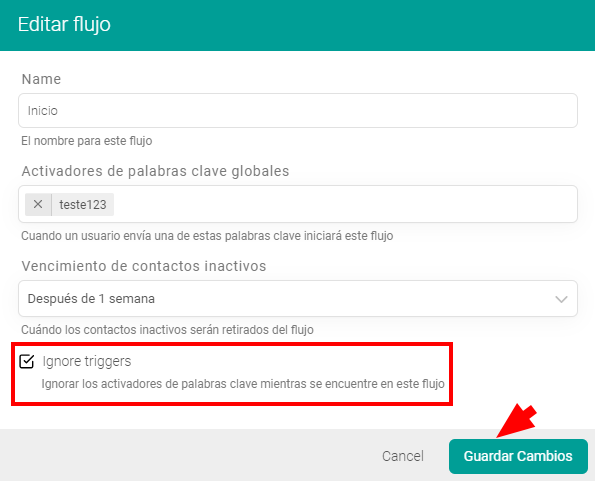 Editar flujo
Name
Inicio
El nombre para este flujo
Activadores de palabras clave globales
teste123
Cuando un usuario envía una de estas palabras clave iniciará este flujo
Vencimiento de contactos inactivos
Después de 1 semana
Cuándo los contactos inactivos serán retirados del flujo
Ignore triggers
Ignorar los activadores de palabras clave mientras se encuentre en este flujo
Cancel Guardar Cambios